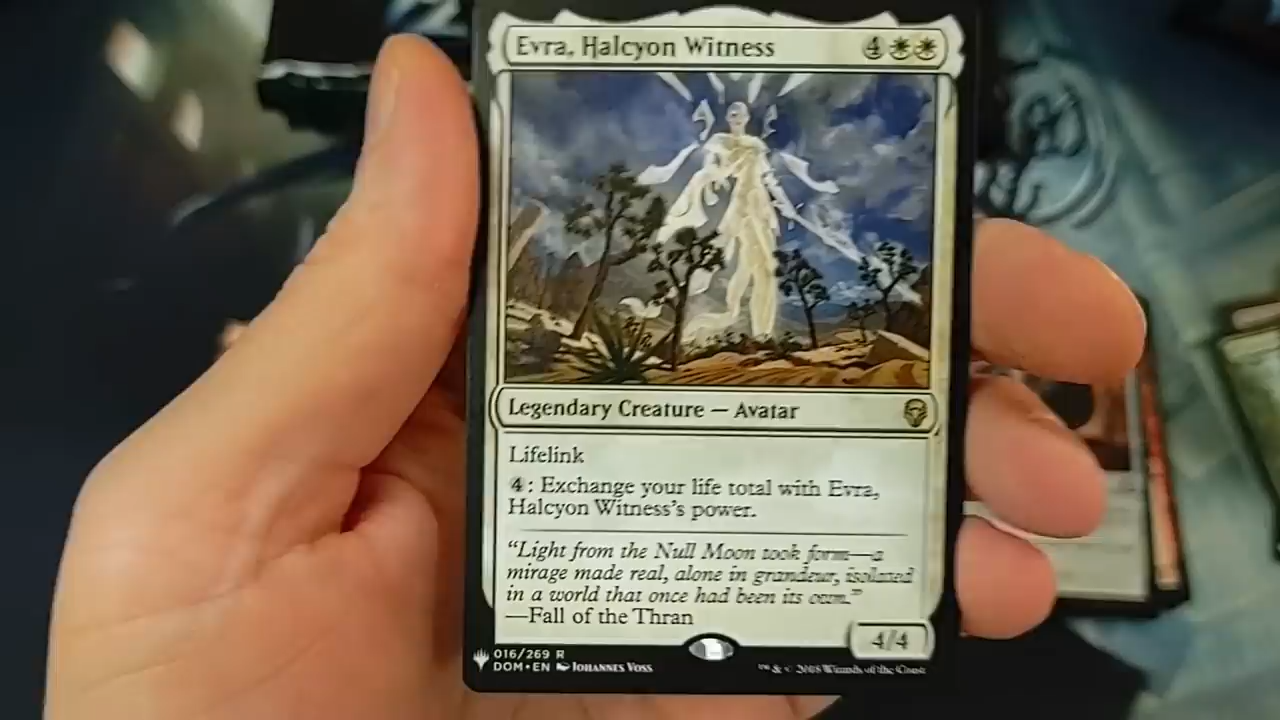 Evra, Halcyon Witness 4
Legendary Creature — Avatar
Lifelink
4: Exchange your life total with Evra,
Halcyon Witness's power.
“Light from the Null Moon took form—a
mirage made real, alone in grandeur, isolated
in a world that once had been its own.”
—Fall of the Thran
4/4
016/269 R
DOM • EN Johannes Voss
™ & © 2018 Wizards of the Coast